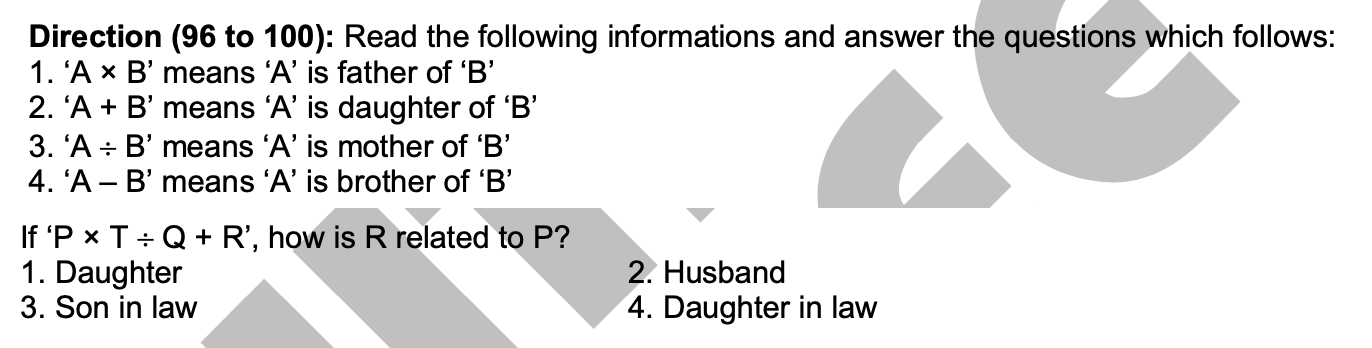 Direction (96 to 100): Read the following informations and answer the questions which follows:
1. ‘A × B’ means ‘A’ is father of ‘B’
2. ‘A + B’ means ‘A’ is daughter of ‘B’
3. ‘A ÷ B’ means ‘A’ is mother of ‘B’
4. ‘A – B’ means ‘A’ is brother of ‘B’
If ‘P × T ÷ Q + R’, how is R related to P?
1. Daughter 2. Husband
3. Son in law 4. Daughter in law